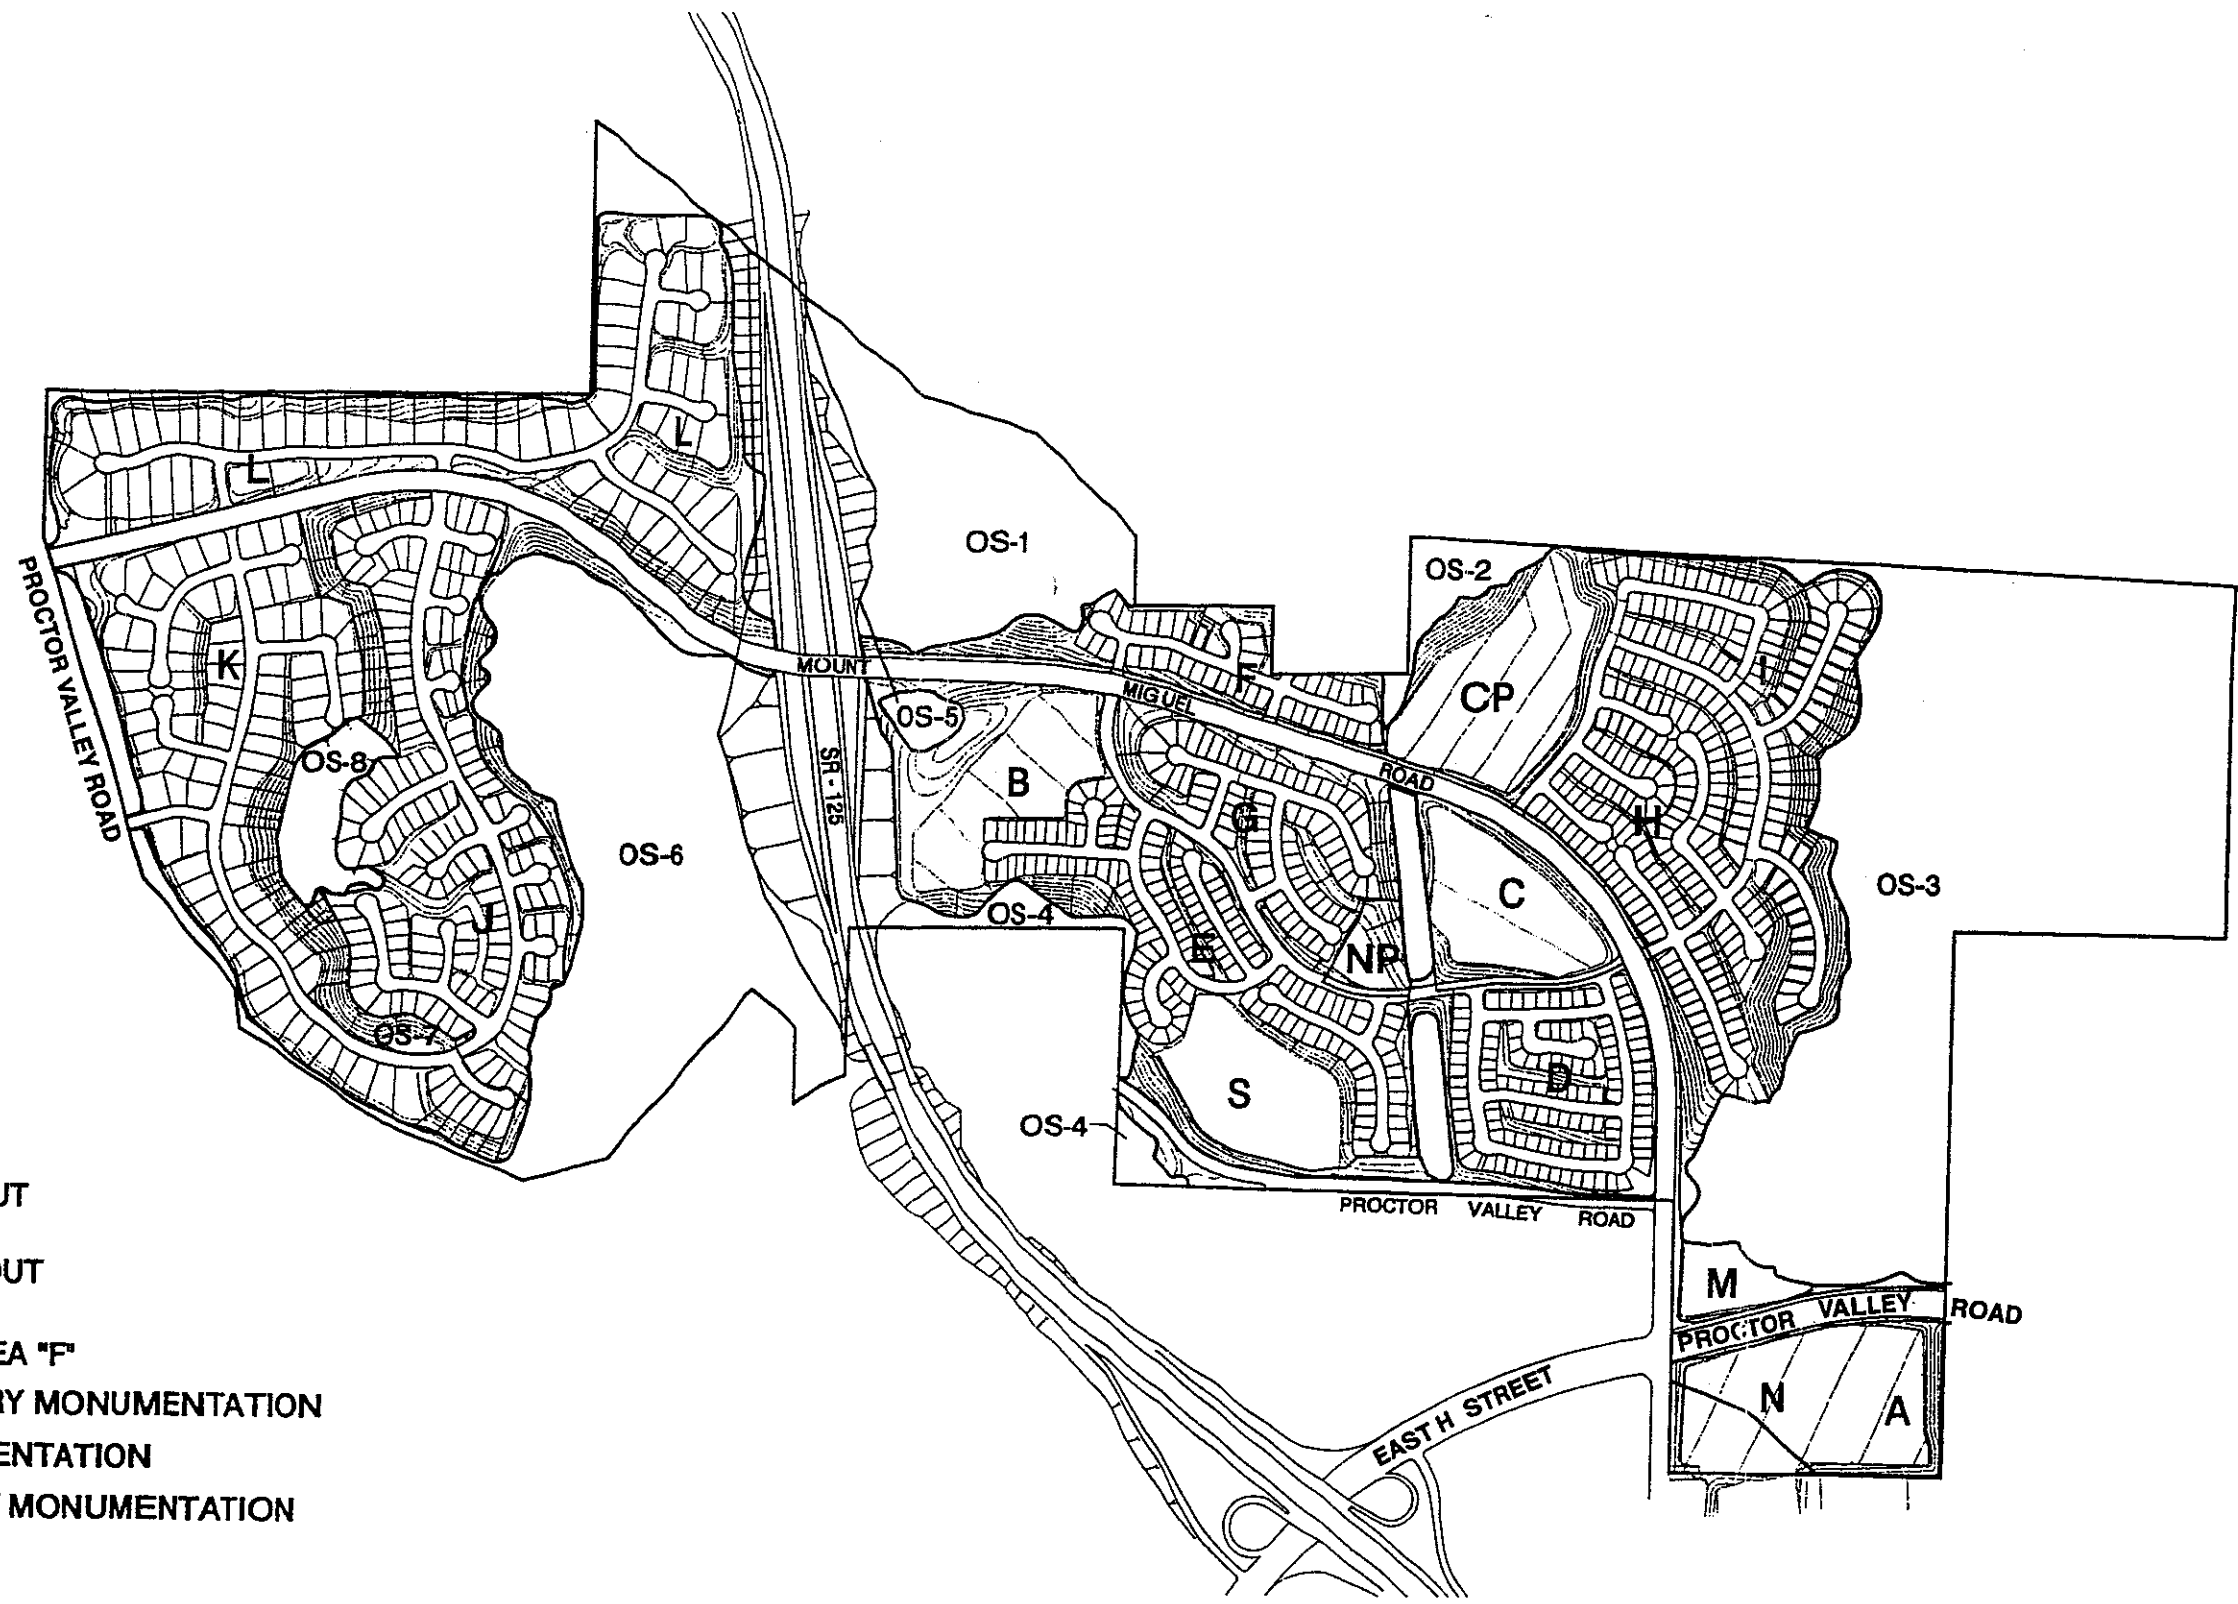 L
L
OS-1
OS-2
PROCTOR VALLEY ROAD
K
MOUNT
MIGUEL
ROAD
F
I
CP
OS-5
OS-8
SR - 125
B
G
H
OS-6
C
OS-3
J
OS-4
E
NP
OS-7
D
S
OS-4
PROCTOR VALLEY ROAD
M
PROCTOR VALLEY ROAD
EAST H STREET
N
A
UT
OUT
EA "F"
RY MONUMENTATION
ENTATION
MONUMENTATION